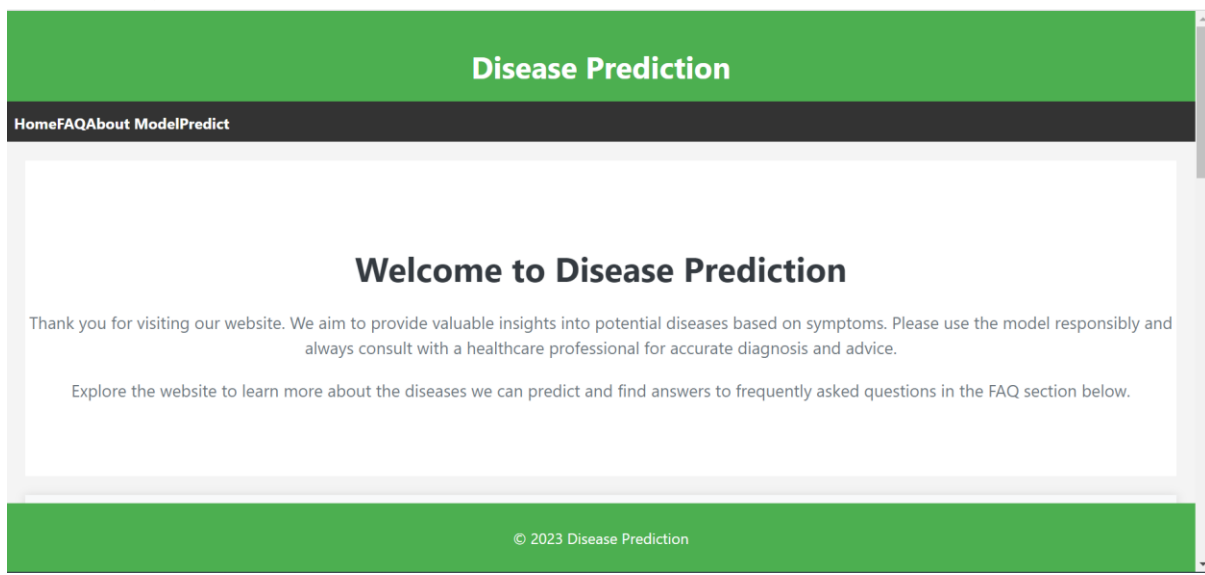 Disease Prediction
HomeFAQAbout ModelPredict
Welcome to Disease Prediction
Thank you for visiting our website. We aim to provide valuable insights into potential diseases based on symptoms. Please use the model responsibly and
always consult with a healthcare professional for accurate diagnosis and advice.
Explore the website to learn more about the diseases we can predict and find answers to frequently asked questions in the FAQ section below.
© 2023 Disease Prediction